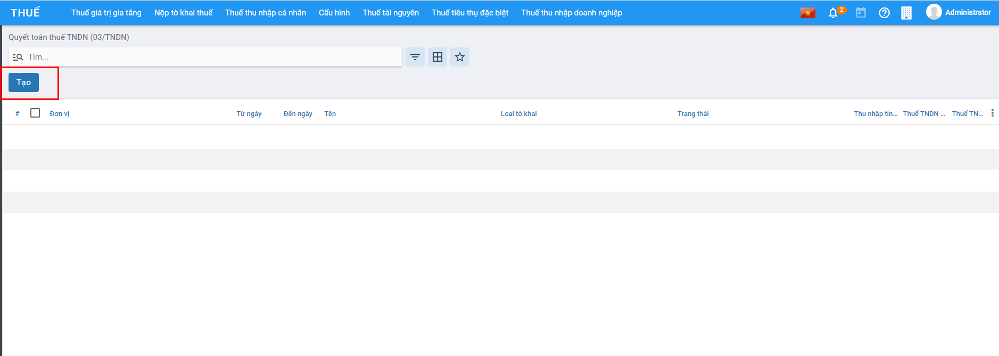 THUẾ Thuế giá trị gia tăng Nộp tờ khai thuế Thuế thu nhập cá nhân Cấu hình Thuế tài nguyên Thuế tiêu thụ đặc biệt Thuế thu nhập doanh nghiệp 2 Administrator
Quyết toán thuế TNDN (03/TNDN)
Tìm...
Tạo
# Đơn vị Từ ngày Đến ngày Tên Loại tờ khai Trạng thái Thu nhập tín... Thuế TNDN ... Thuế TN...